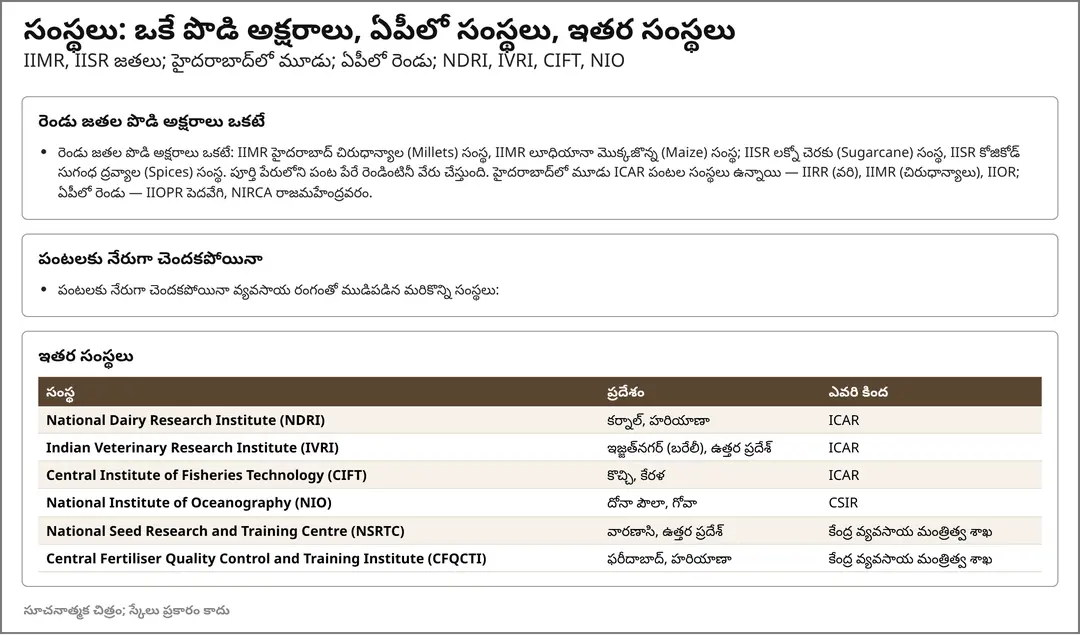 సంస్థలు: ఒకే పొడి అక్షరాలు, ఏపీలో సంస్థలు, ఇతర సంస్థలు
IIMR, IISR జతలు; హైదరాబాద్‌లో మూడు; ఏపీలో రెండు; NDRI, IVRI, CIFT, NIO
రెండు జతల పొడి అక్షరాలు ఒకటే
• రెండు జతల పొడి అక్షరాలు ఒకటే: IIMR హైదరాబాద్ చిరుధాన్యాల (Millets) సంస్థ, IIMR లూధియానా మొక్కజొన్న (Maize) సంస్థ; IISR లక్నో చెరకు (Sugarcane) సంస్థ, IISR కోజికోడ్
సుగంధ ద్రవ్యాల (Spices) సంస్థ. పూర్తి పేరులోని పంట పేరే రెండింటినీ వేరు చేస్తుంది. హైదరాబాద్‌లో మూడు ICAR పంటల సంస్థలు ఉన్నాయి — IIRR (వరి), IIMR (చిరుధాన్యాలు), IIOR;
ఏపీలో రెండు — IIOPR పెదవేగి, NIRCA రాజమహేంద్రవరం.
పంటలకు నేరుగా చెందకపోయినా
• పంటలకు నేరుగా చెందకపోయినా వ్యవసాయ రంగంతో ముడిపడిన మరికొన్ని సంస్థలు:
ఇతర సంస్థలు
సంస్థ ప్రదేశం ఎవరి కింద
National Dairy Research Institute (NDRI) కర్నాల్, హరియాణా ICAR
Indian Veterinary Research Institute (IVRI) ఇజ్జత్‌నగర్ (బరేలీ), ఉత్తర ప్రదేశ్ ICAR
Central Institute of Fisheries Technology (CIFT) కొచ్చి, కేరళ ICAR
National Institute of Oceanography (NIO) దోనా పౌలా, గోవా CSIR
National Seed Research and Training Centre (NSRTC) వారణాసి, ఉత్తర ప్రదేశ్ కేంద్ర వ్యవసాయ మంత్రిత్వ శాఖ
Central Fertiliser Quality Control and Training Institute (CFQCTI) ఫరీదాబాద్, హరియాణా కేంద్ర వ్యవసాయ మంత్రిత్వ శాఖ
సూచనాత్మక చిత్రం; స్కేలు ప్రకారం కాదు